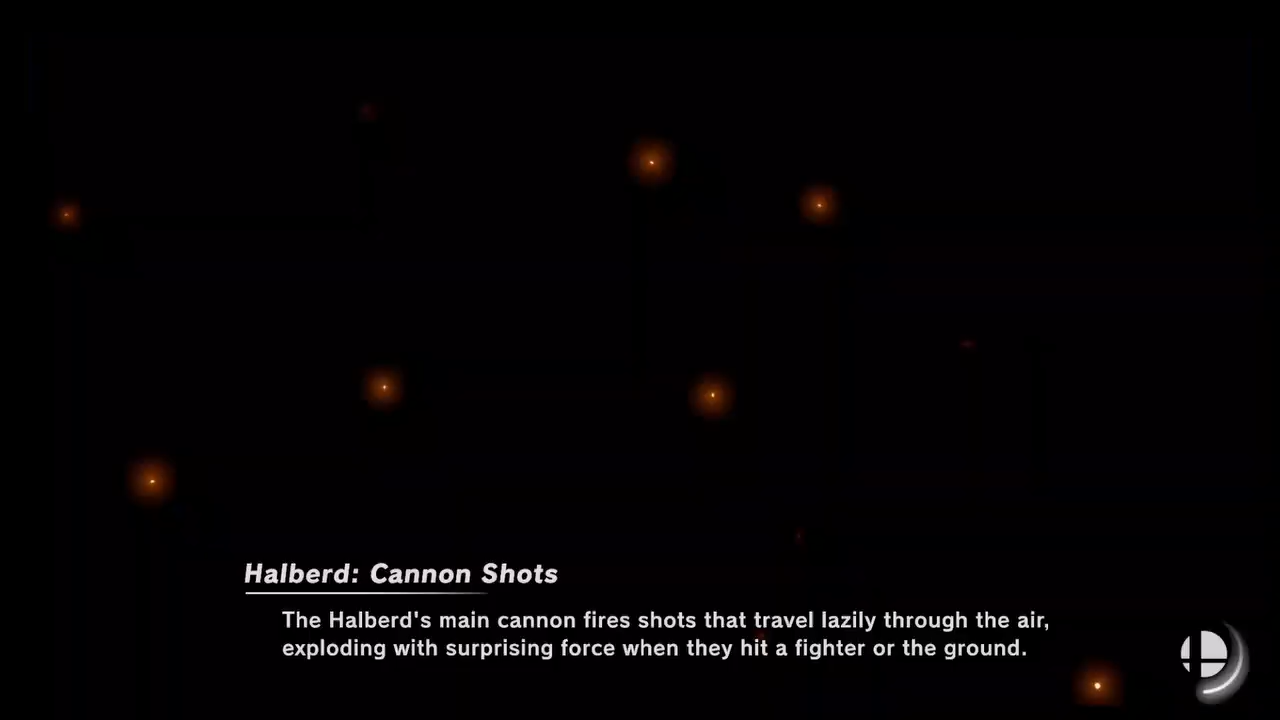 Halberd: Cannon Shots
The Halberd's main cannon fires shots that travel lazily through the air,
exploding with surprising force when they hit a fighter or the ground.